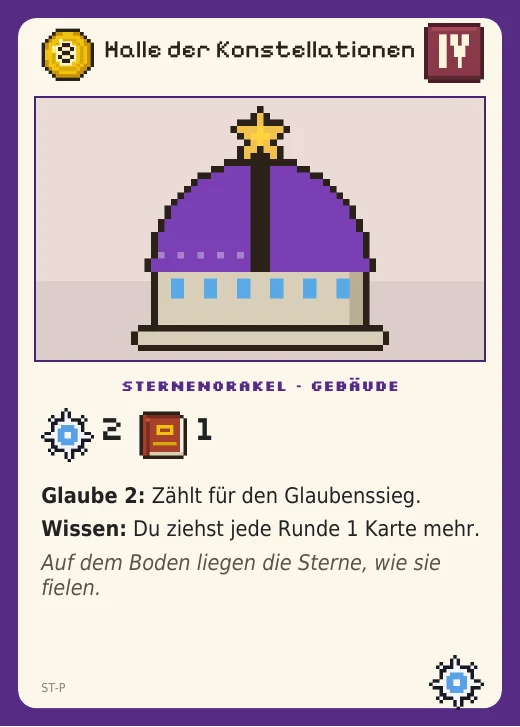 8 Halle der Konstellationen IV
STERNENORAKEL · GEBÄUDE
2 1
Glaube 2: Zählt für den Glaubenssieg.
Wissen: Du ziehst jede Runde 1 Karte mehr.
Auf dem Boden liegen die Sterne, wie sie
fielen.
ST-P